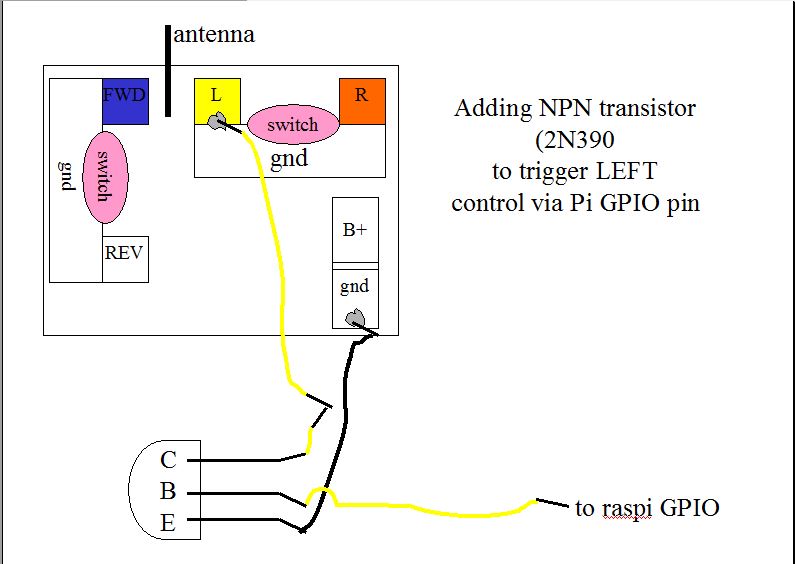 antenna
FWD
L
R
switch
gnd
switch
gnd
REV
B+
gnd
Adding NPN transistor
(2N390
to trigger LEFT
control via Pi GPIO pin
C
B
E
to raspi GPIO